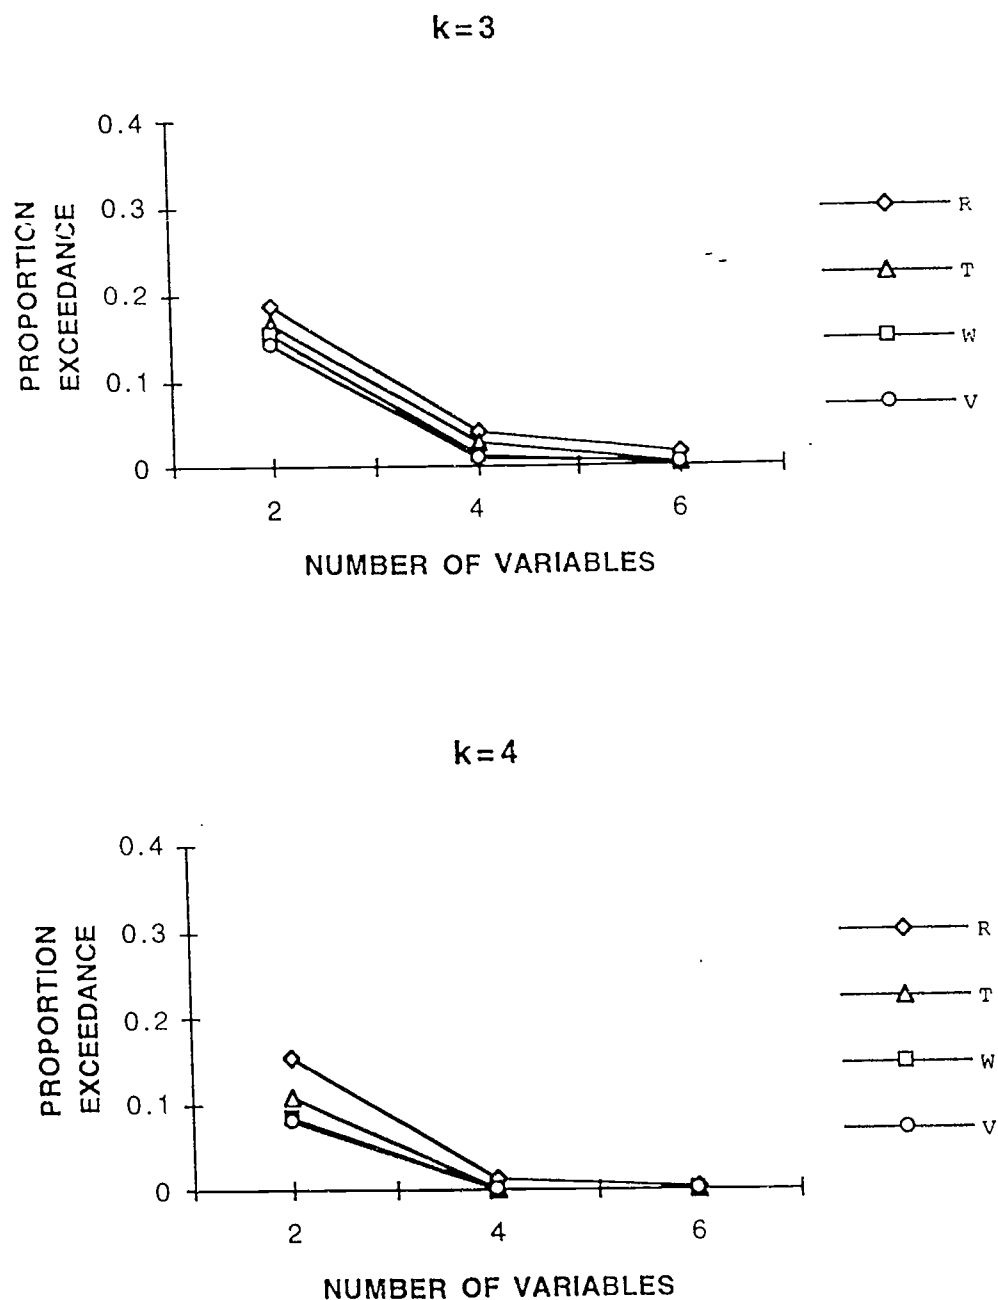 k=3
0.4
0.3
0.2
0.1
0
PROPORTION
EXCEEDANCE
2 4 6
NUMBER OF VARIABLES
R
T
W
V
k=4
0.4
0.3
0.2
0.1
0
PROPORTION
EXCEEDANCE
2 4 6
NUMBER OF VARIABLES
R
T
W
V